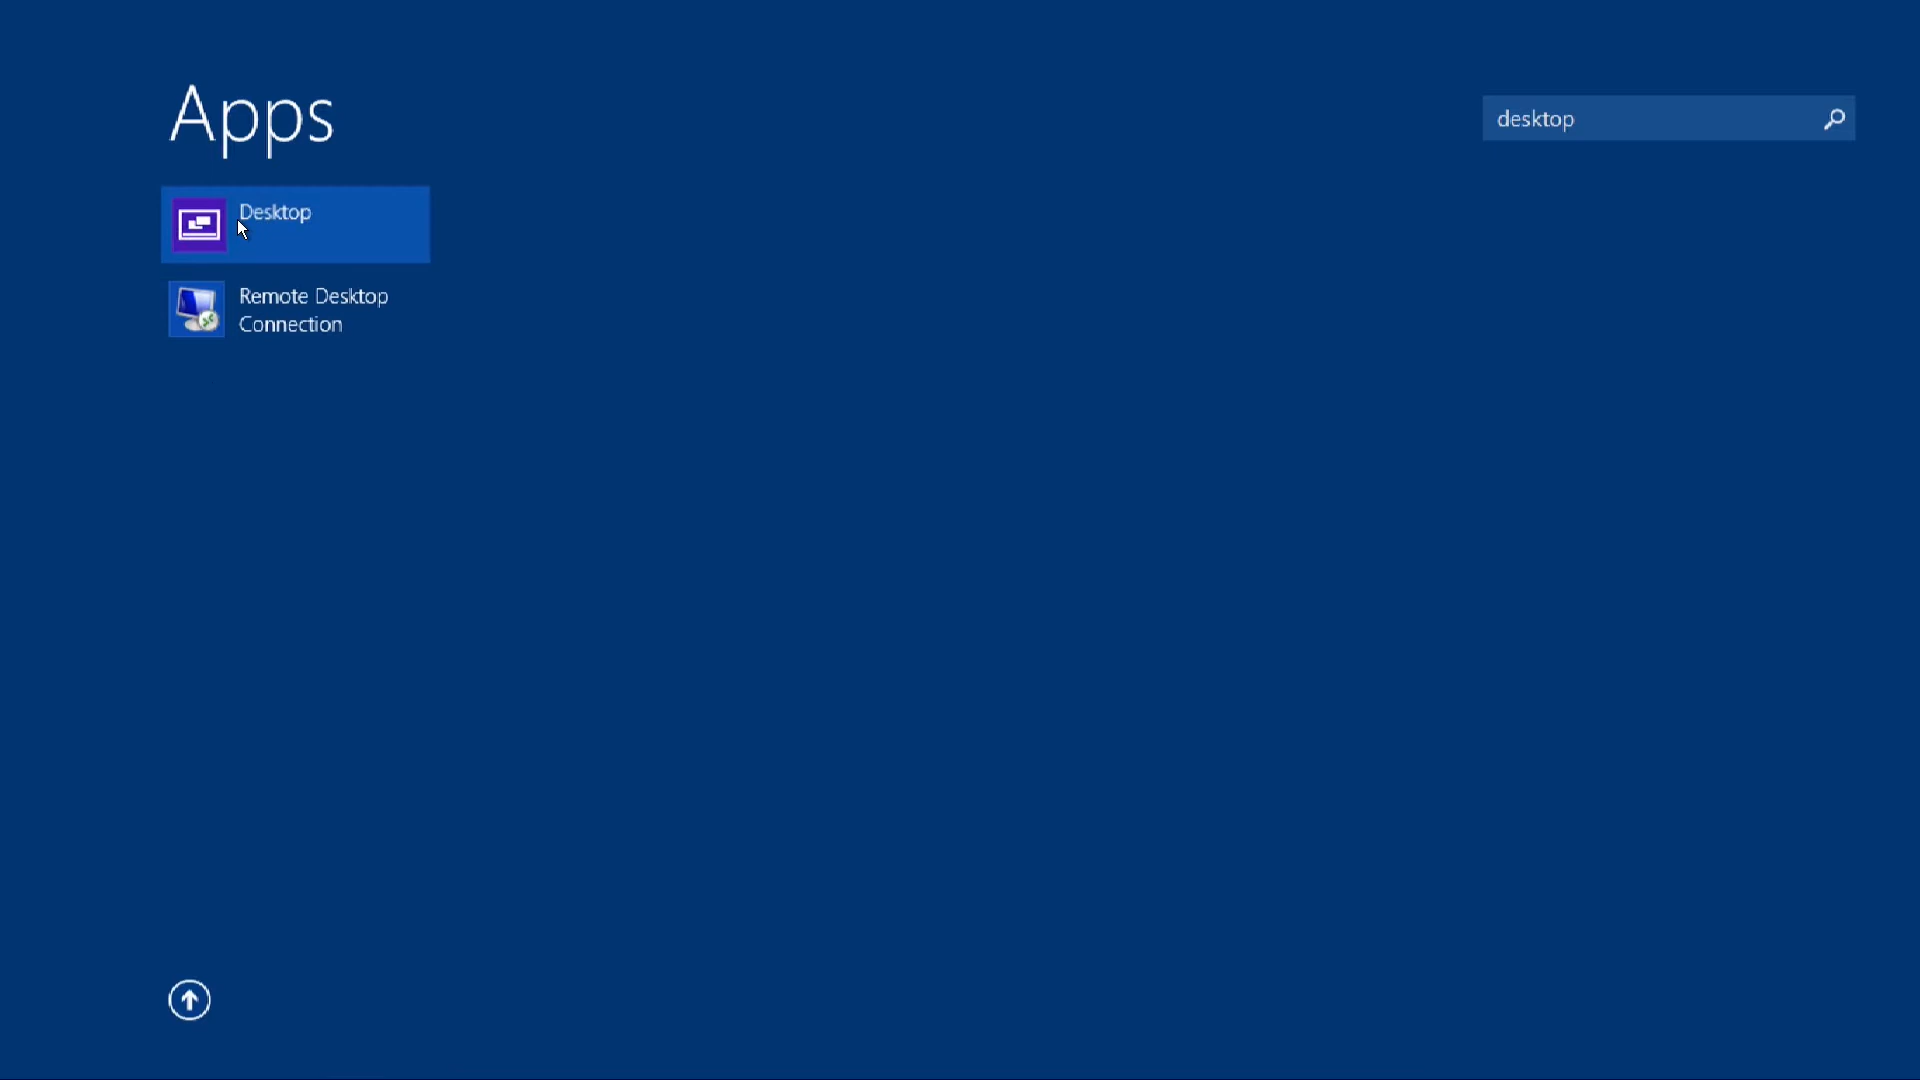 Apps
desktop
Desktop
Remote Desktop
Connection